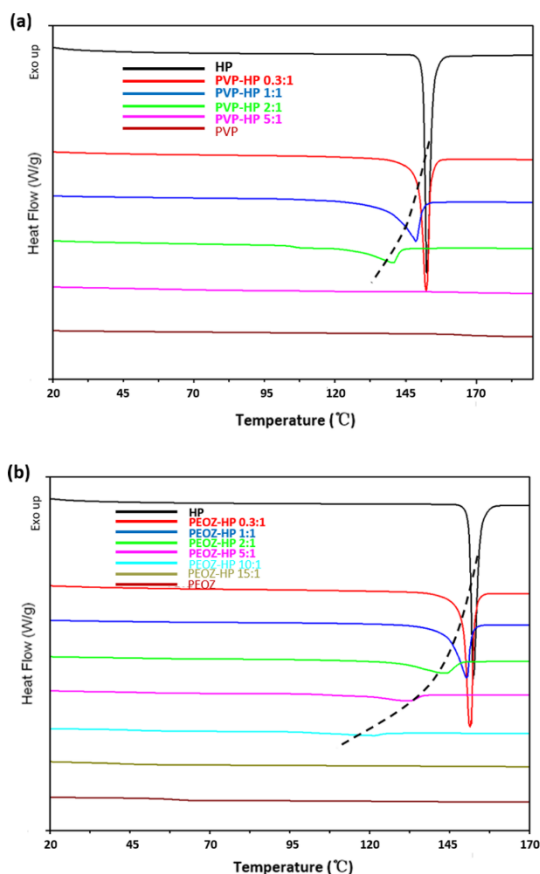 (a)
Exo up
HP
PVP-HP 0.3:1
PVP-HP 1:1
PVP-HP 2:1
PVP-HP 5:1
PVP
Heat Flow (W/g)
20 45 70 95 120 145 170
Temperature (℃)
(b)
Exo up
HP
PEOZ-HP 0.3:1
PEOZ-HP 1:1
PEOZ-HP 2:1
PEOZ-HP 5:1
PEOZ-HP 10:1
PEOZ-HP 15:1
PEOZ
Heat Flow (W/g)
20 45 70 95 120 145 170
Temperature (℃)